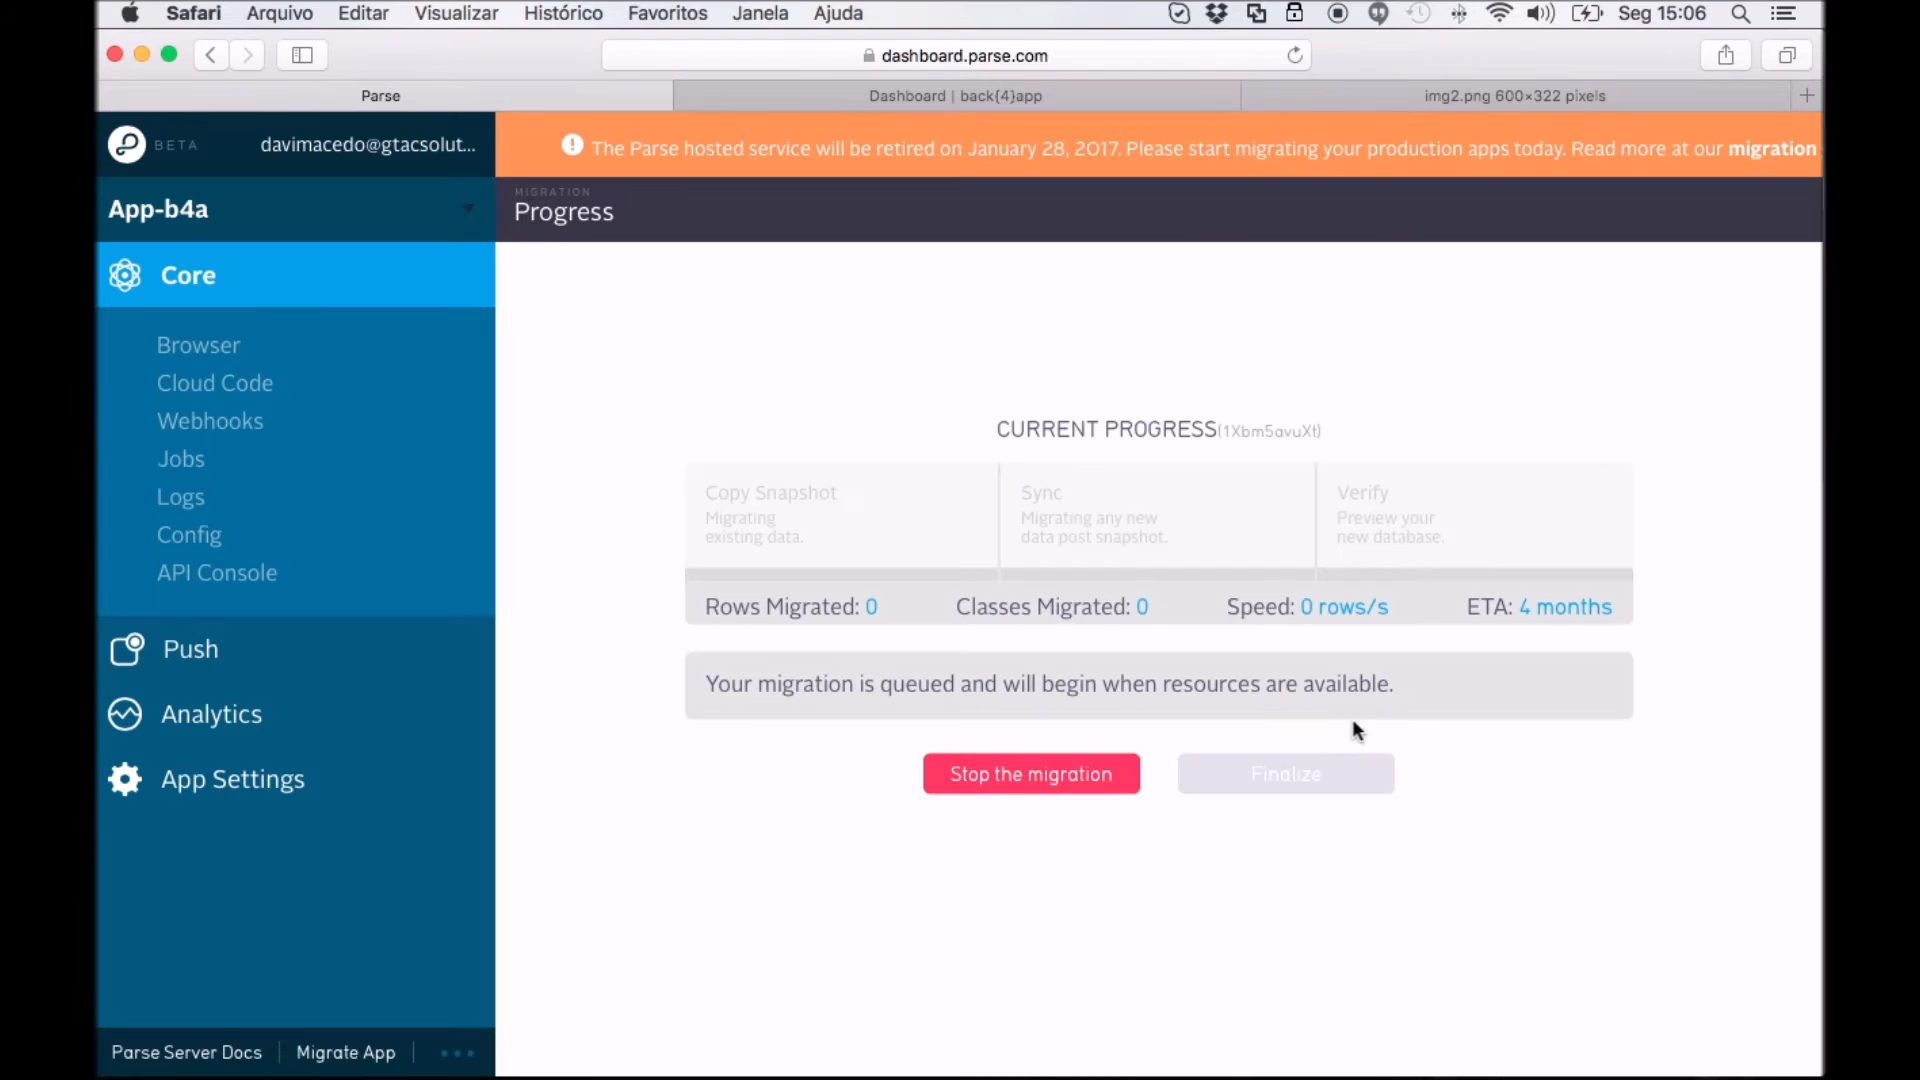 Safari Arquivo Editar Visualizar Histórico Favoritos Janela Ajuda Seg 15:06
dashboard.parse.com
Parse
Dashboard | back{4}app
img2.png 600×322 pixels
BETA
davimacedo@gtacsolut...
The Parse hosted service will be retired on January 28, 2017. Please start migrating your production apps today. Read more at our migration
App-b4a
MIGRATION
Progress
Core
Browser
Cloud Code
Webhooks
Jobs
Logs
Config
API Console
Push
Analytics
App Settings
Parse Server Docs
Migrate App
CURRENT PROGRESS(1Xbm5avuXt)
Copy Snapshot
Migrating
existing data.
Sync
Migrating any new
data post snapshot.
Verify
Preview your
new database.
Rows Migrated: 0 Classes Migrated: 0 Speed: 0 rows/s ETA: 4 months
Your migration is queued and will begin when resources are available.
Stop the migration
Finalize